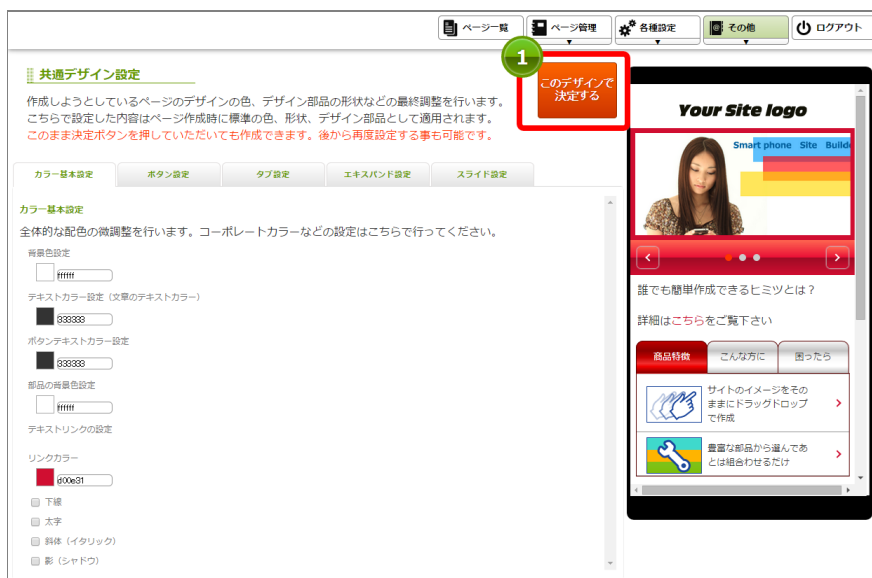 ページ一覧
ページ管理
各種設定
その他
ログアウト
1
このデザインで
決定する
共通デザイン設定
作成しようとしているページのデザインの色、デザイン部品の形状などの最終調整を行います。
こちらで設定した内容はページ作成時に標準の色、形状、デザイン部品として適用されます。
このまま決定ボタンを押していただいても作成できます。後から再度設定する事も可能です。
カラー基本設定
ボタン設定
タブ設定
エキスパンド設定
スライド設定
カラー基本設定
全体的な配色の微調整を行います。コーポレートカラーなどの設定はこちらで行ってください。
背景色設定
ffffff
テキストカラー設定（文章のテキストカラー）
333333
ボタンテキストカラー設定
333333
部品の背景色設定
ffffff
テキストリンクの設定
リンクカラー
d00e31
下線
太字
斜体（イタリック）
影（シャドウ）
Your Site logo
Smart phone Site Builde
誰でも簡単作成できるヒミツとは？
詳細はこちらをご覧下さい
商品特徴
こんな方に
困ったら
サイトのイメージをその
ままにドラッグドロップ
で作成
豊富な部品から選んであ
とは組合わせるだけ